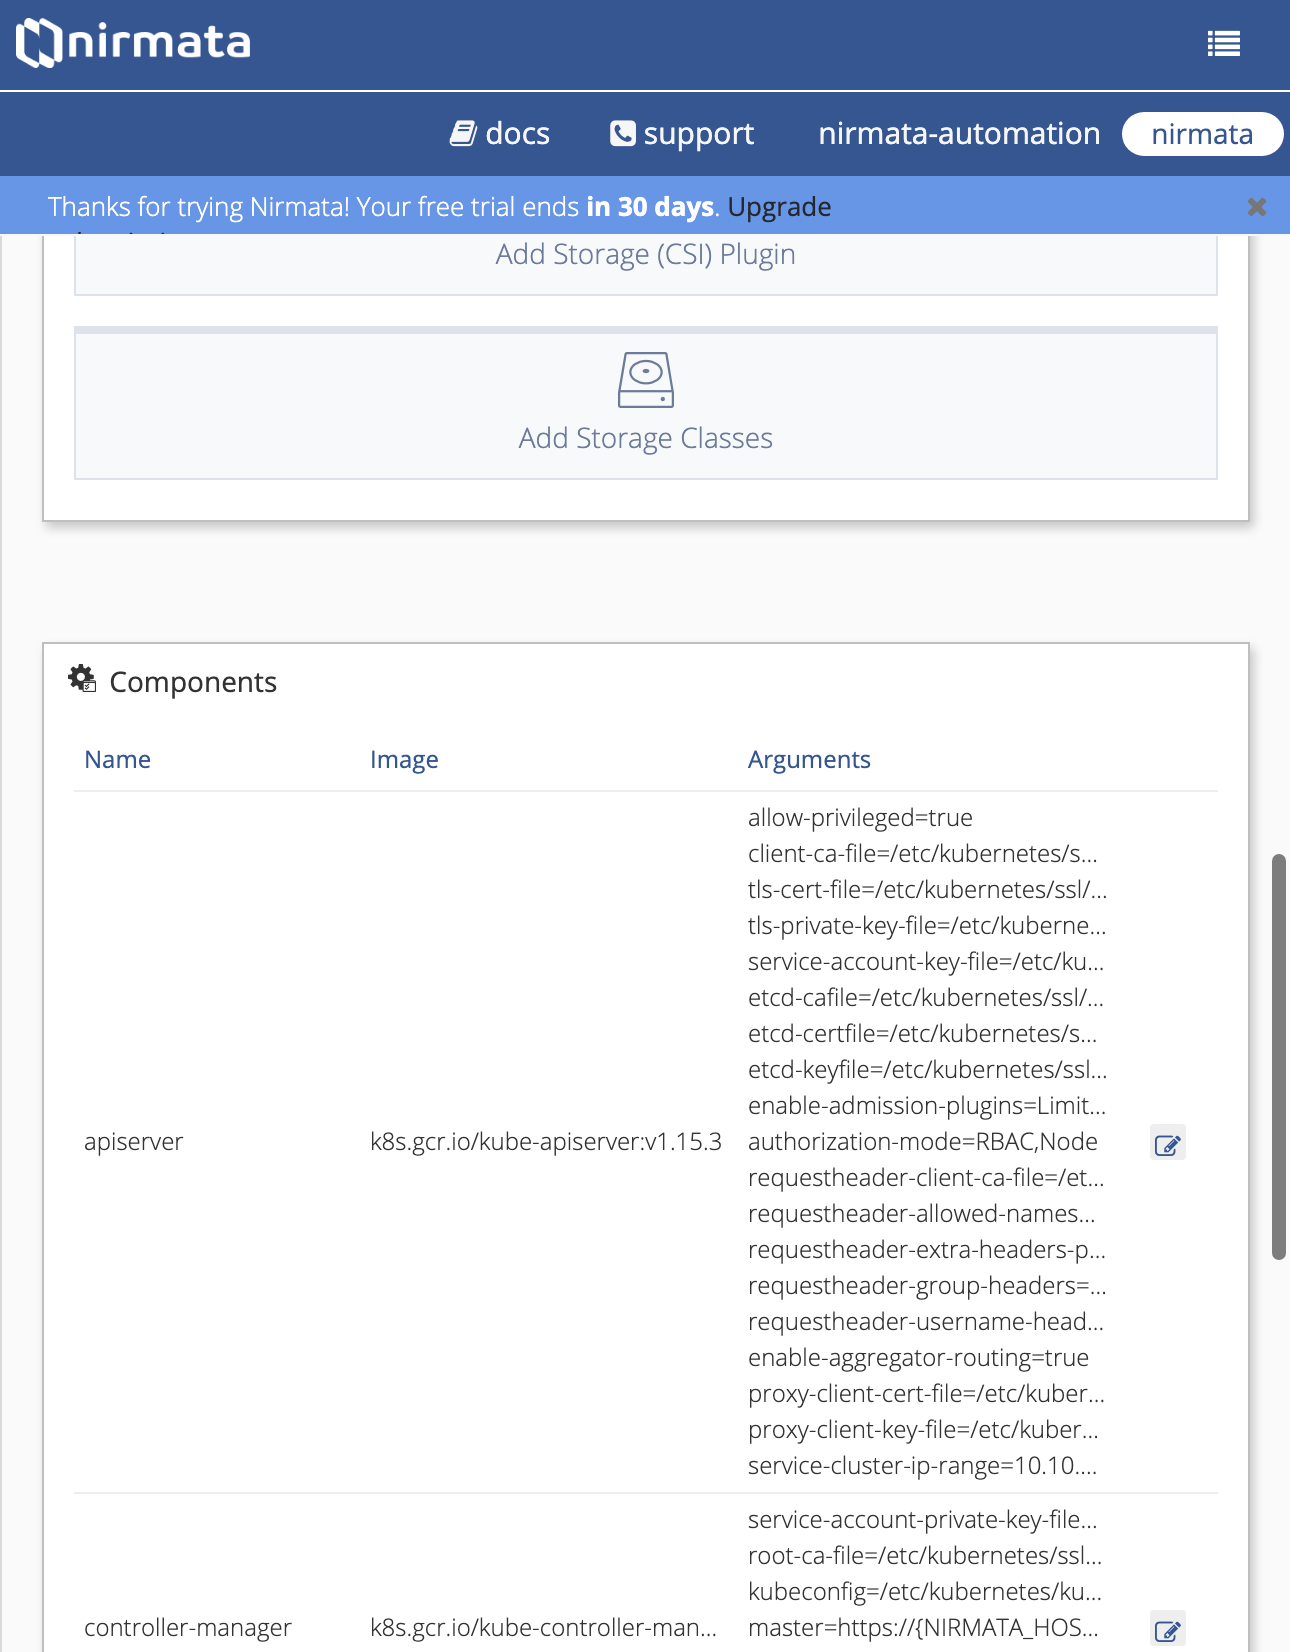 nirmata
docs support nirmata-automation nirmata
Thanks for trying Nirmata! Your free trial ends in 30 days. Upgrade
Add Storage (CSI) Plugin
Add Storage Classes
Components
Name Image Arguments
allow-privileged=true
client-ca-file=/etc/kubernetes/s...
tls-cert-file=/etc/kubernetes/ssl/...
tls-private-key-file=/etc/kuberne...
service-account-key-file=/etc/ku...
etcd-cafile=/etc/kubernetes/ssl/...
etcd-certfile=/etc/kubernetes/s...
etcd-keyfile=/etc/kubernetes/ssl...
enable-admission-plugins=Limit...
apiserver k8s.gcr.io/kube-apiserver:v1.15.3 authorization-mode=RBAC,Node
requestheader-client-ca-file=/et...
requestheader-allowed-names...
requestheader-extra-headers-p...
requestheader-group-headers=...
requestheader-username-head...
enable-aggregator-routing=true
proxy-client-cert-file=/etc/kuber...
proxy-client-key-file=/etc/kuber...
service-cluster-ip-range=10.10....
service-account-private-key-file...
root-ca-file=/etc/kubernetes/ssl...
kubeconfig=/etc/kubernetes/ku...
controller-manager k8s.gcr.io/kube-controller-man... master=https://{NIRMATA_HOS...